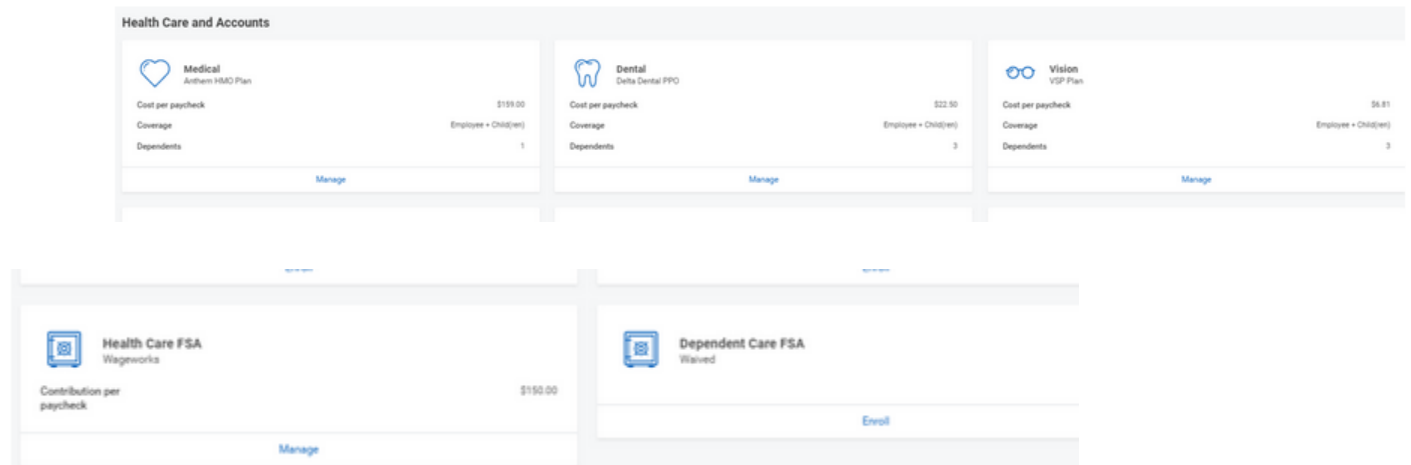 Health Care and Accounts
Medical
Anthem HMO Plan
Cost per paycheck $159.00
Coverage Employee + Child(ren)
Dependents 1
Manage
Dental
Delta Dental PPO
Cost per paycheck $22.50
Coverage Employee + Child(ren)
Dependents 3
Manage
Vision
VSP Plan
Cost per paycheck $6.81
Coverage Employee + Child(ren)
Dependents 3
Manage
Health Care FSA
Wageworks
Contribution per $150.00
paycheck
Manage
Dependent Care FSA
Waived
Enroll